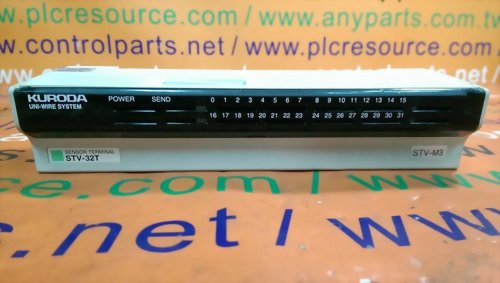 www.plcresource.com / www.anyparts.com.tw
www.controlparts.net / www.plcresource.
KURODA
UNI-WIRE SYSTEM
POWER SEND
0 1 2 3 4 5 6 7 8 9 10 11 12 13 14 15
16 17 18 19 20 21 22 23 24 25 26 27 28 29 30 31
SENSOR TERMINAL
STV-32T
STV-M3
ts.net / www.